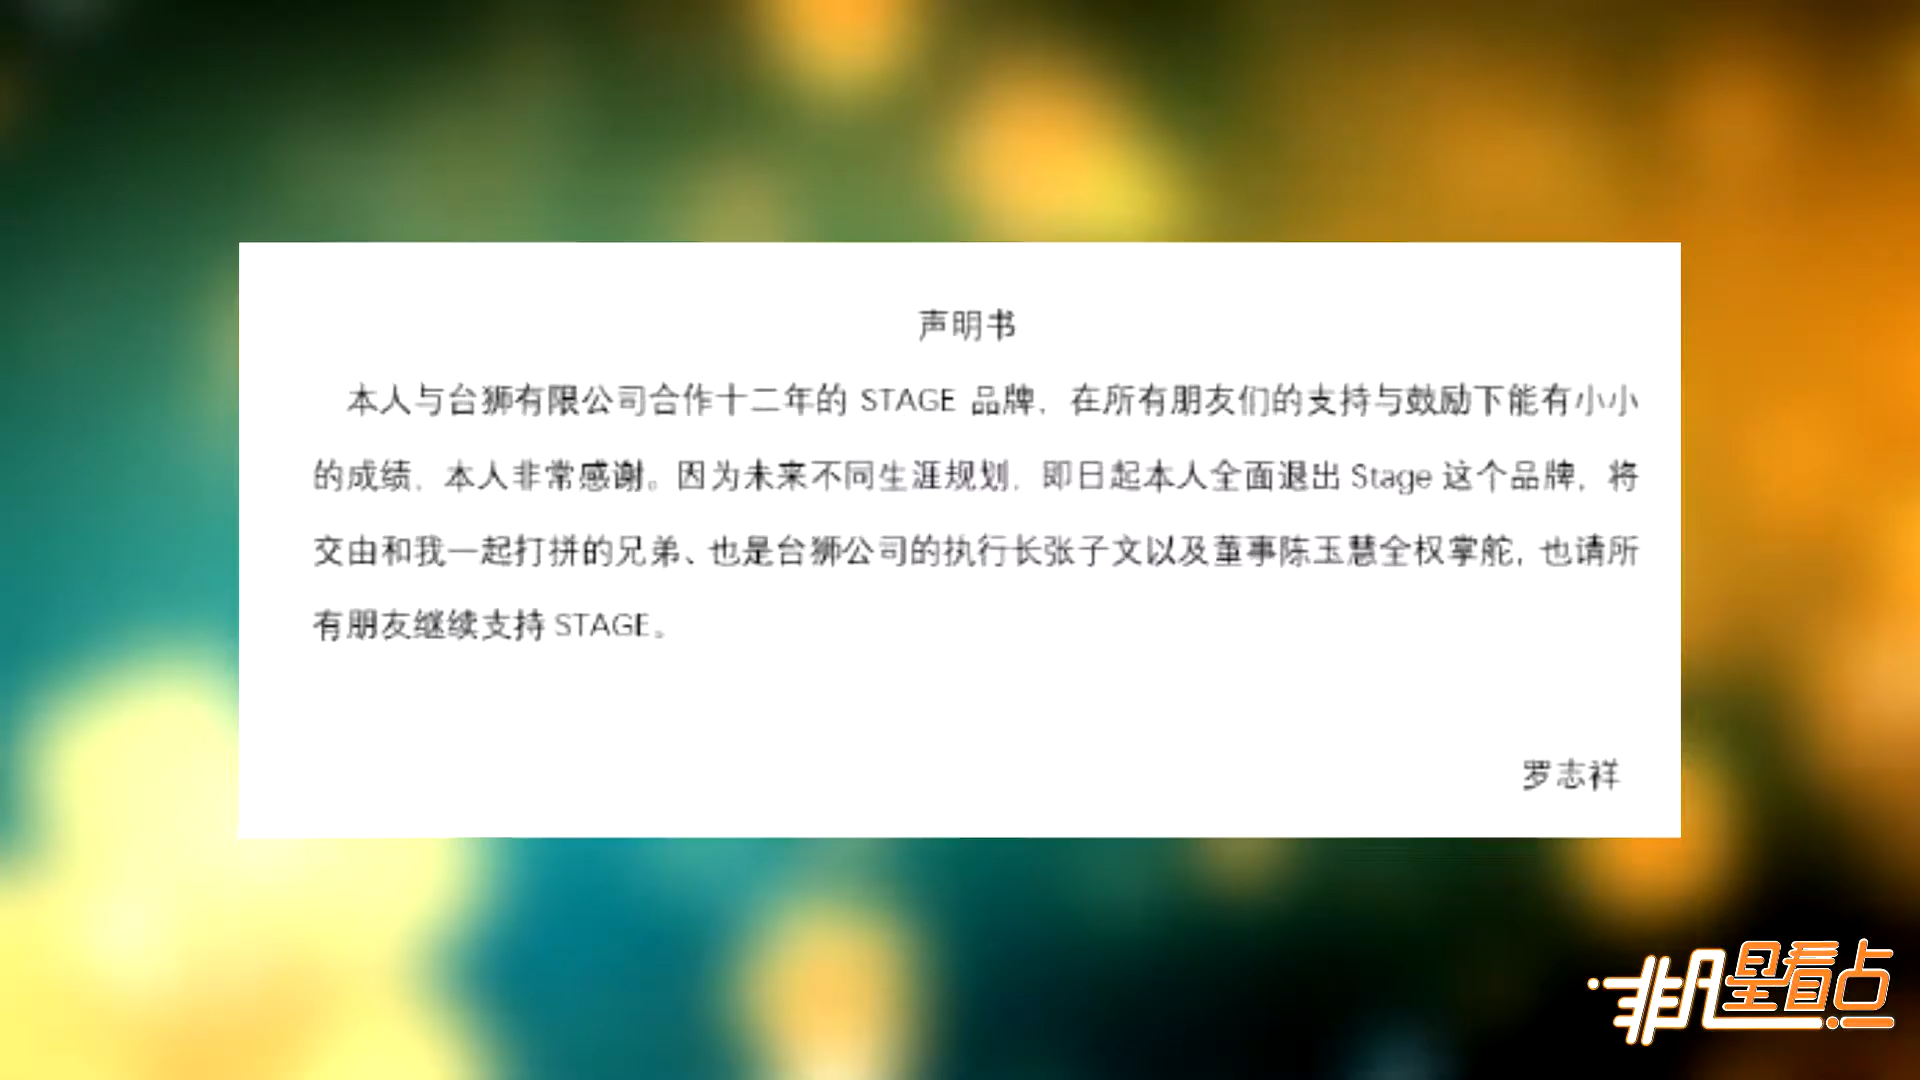 声明书
本人与台狮有限公司合作十二年的 STAGE 品牌，在所有朋友们的支持与鼓励下能有小小
的成绩，本人非常感谢。因为未来不同生涯规划，即日起本人全面退出 Stage 这个品牌，将
交由和我一起打拼的兄弟、也是台狮公司的执行长张子文以及董事陈玉慧全权掌舵，也请所
有朋友继续支持 STAGE。
罗志祥
非凡星看点